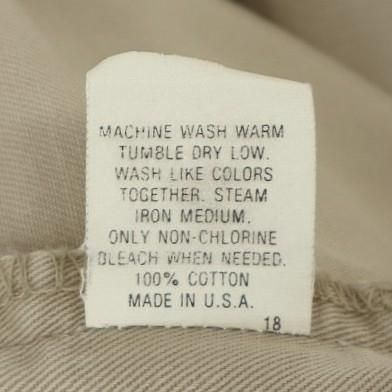 MACHINE WASH WARM
TUMBLE DRY LOW.
WASH LIKE COLORS
TOGETHER. STEAM
IRON MEDIUM.
ONLY NON-CHLORINE
BLEACH WHEN NEEDED.
100% COTTON
MADE IN U.S.A.
18